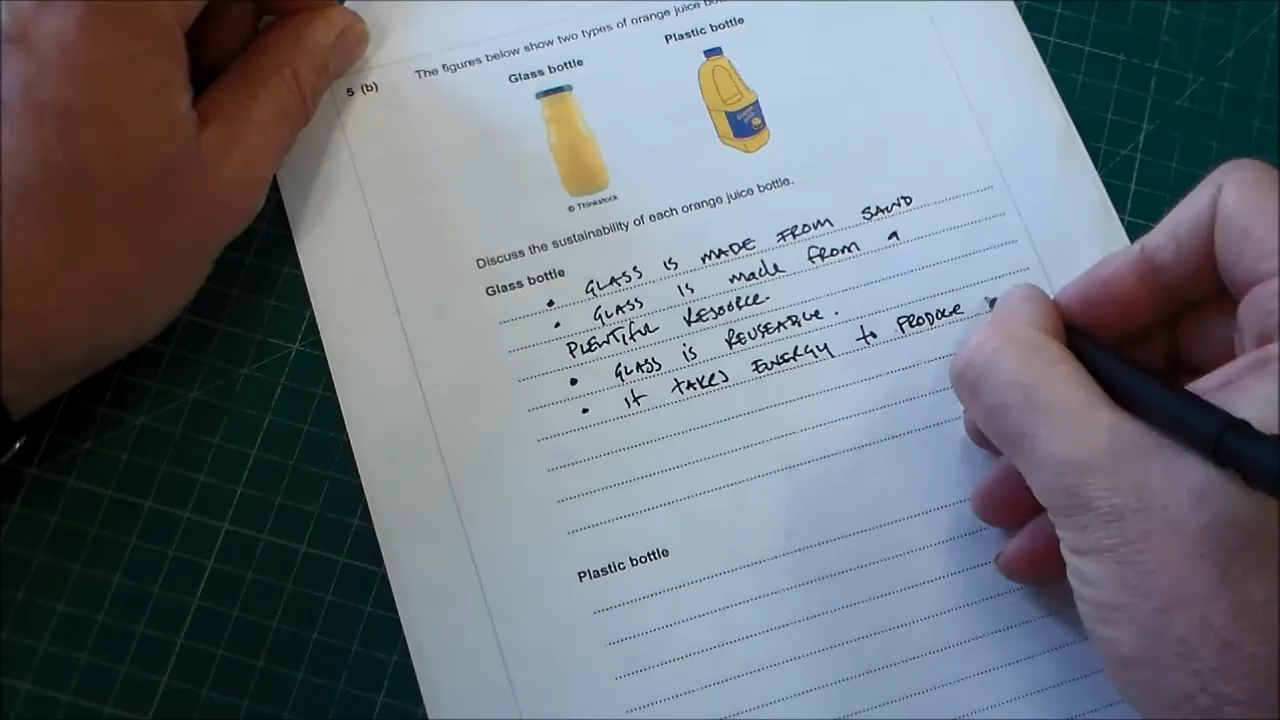 The figures below show two types of orange juice
5 (b)
Glass bottle
Plastic bottle
© Thinkstock
Discuss the sustainability of each orange juice bottle.
Glass bottle
• GLASS IS MADE FROM SAND
• GLASS IS made from a
PLENTIFUL RESOURCE.
• GLASS IS REUSEABLE.
• It TAKES ENERGY to PRODUCE
Plastic bottle